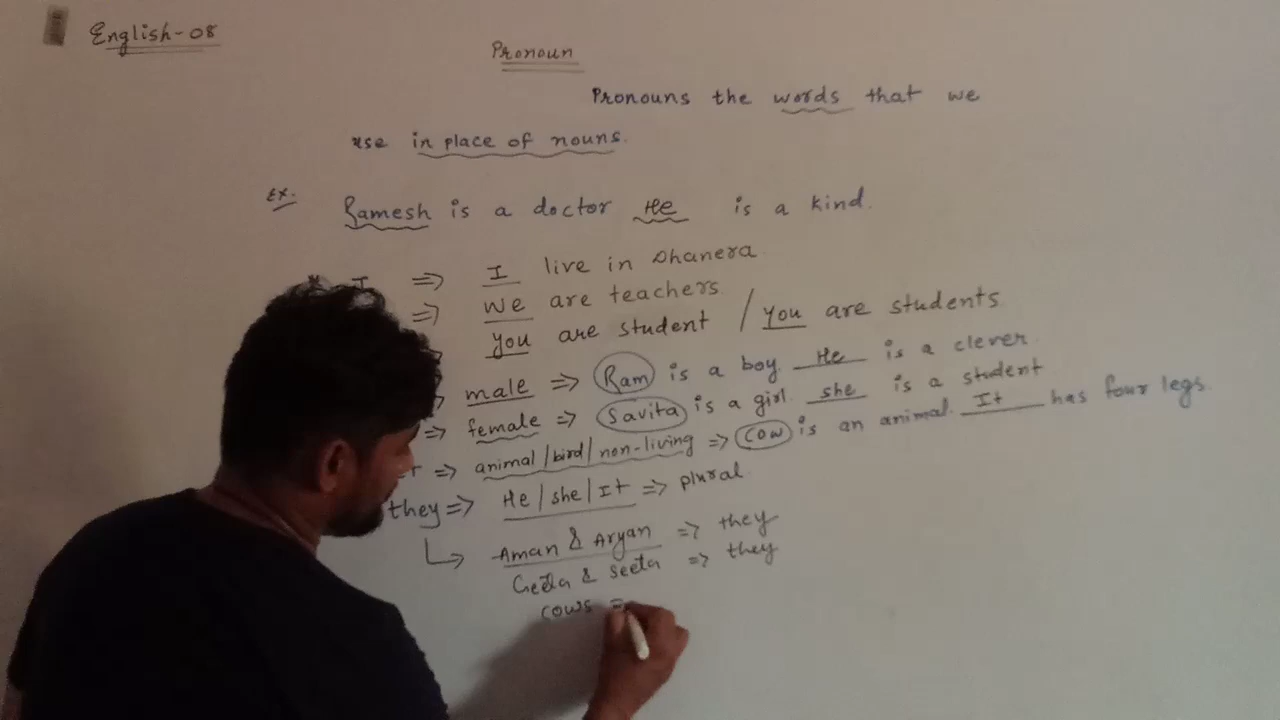 English-08
Pronoun
Pronouns the words that we
use in place of nouns.
Ex. Ramesh is a doctor He is a kind.
I => I live in Dhanera
=> We are teachers.
You are student / You are students.
male => Ram is a boy. He is a clever.
=> female => Savita is a girl. she is a student
=> animal/bird/non-living => cow is an animal. It has four legs.
they => He/she/It => plural.
Aman & Aryan => they
Geeta & Seeta => they
cows =